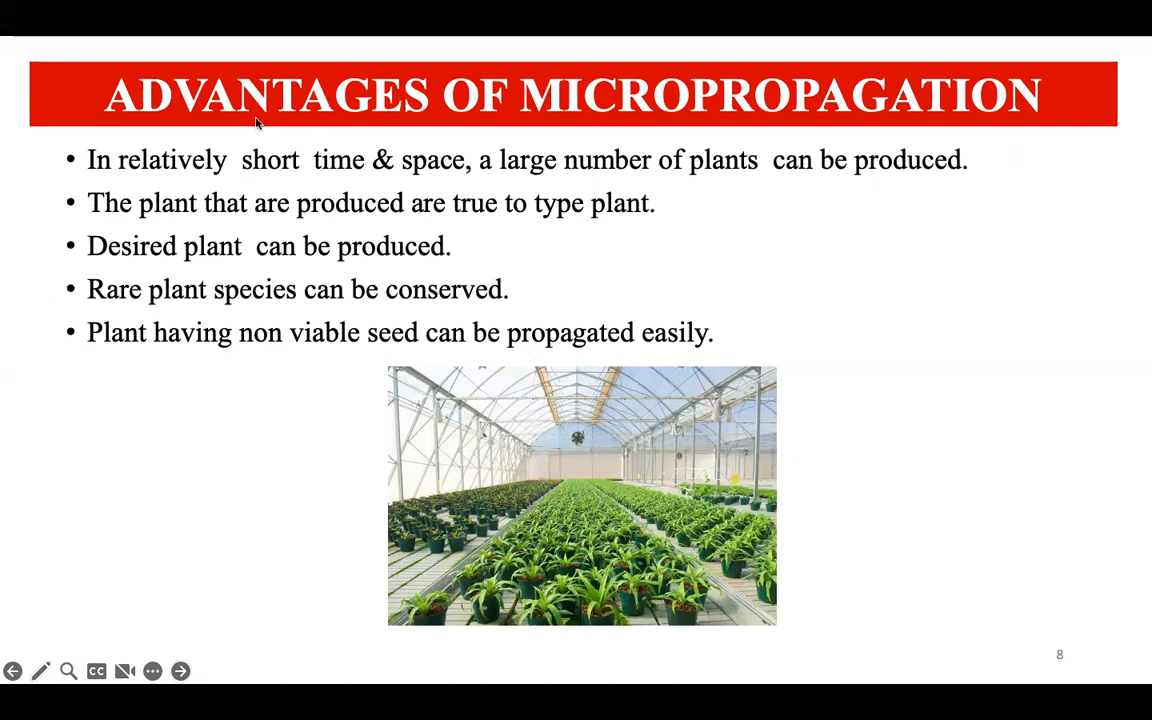 ADVANTAGES OF MICROPROPAGATION
• In relatively short time & space, a large number of plants can be produced.
• The plant that are produced are true to type plant.
• Desired plant can be produced.
• Rare plant species can be conserved.
• Plant having non viable seed can be propagated easily.
8
CC